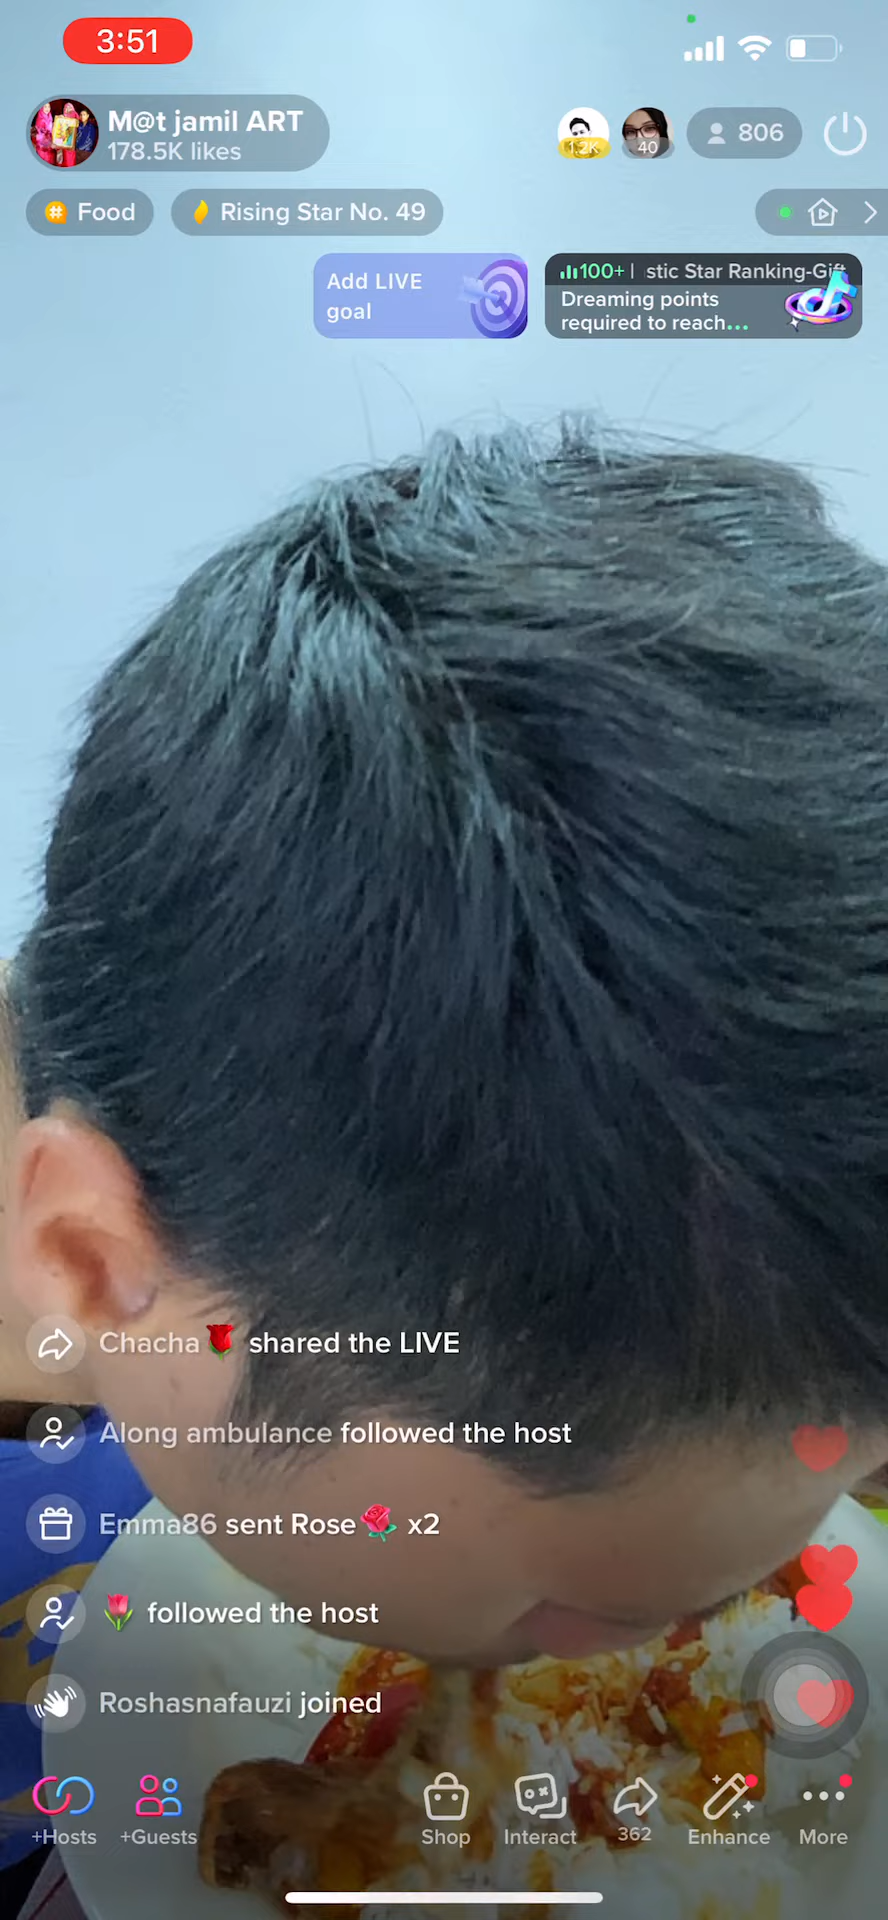 3:51
M@t jamil ART
178.5K likes
1.2K
40
806
Food
Rising Star No. 49
Add LIVE
goal
100+ | stic Star Ranking-Gift
Dreaming points
required to reach...
Chacha🌹 shared the LIVE
Along ambulance followed the host
Emma86 sent Rose🌹 x2
🌷 followed the host
Roshasnafauzi joined
+Hosts
+Guests
Shop
Interact
362
Enhance
More